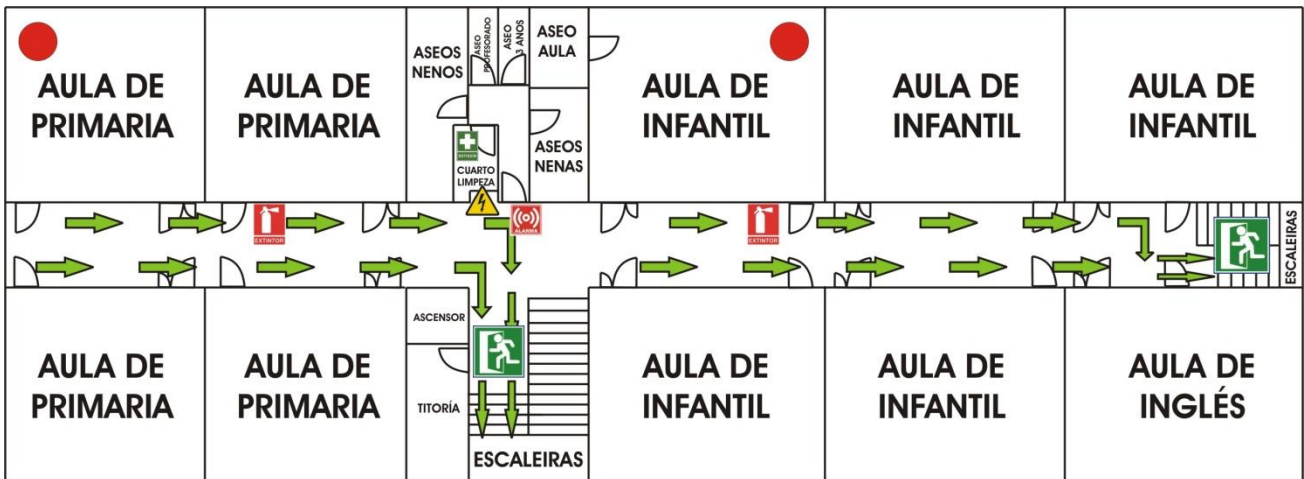 AULA DE
PRIMARIA
AULA DE
PRIMARIA
ASEOS
NENOS
ASEO
PROFESORADO
ASEO
3 ANOS
ASEO
AULA
ASEOS
NENAS
CUARTO
LIMPEZA
AULA DE
INFANTIL
AULA DE
INFANTIL
AULA DE
INFANTIL
EXTINTOR
ALARMA
EXTINTOR
ESCALEIRAS
AULA DE
PRIMARIA
AULA DE
PRIMARIA
ASCENSOR
TITORÍA
ESCALEIRAS
AULA DE
INFANTIL
AULA DE
INFANTIL
AULA DE
INGLÉS